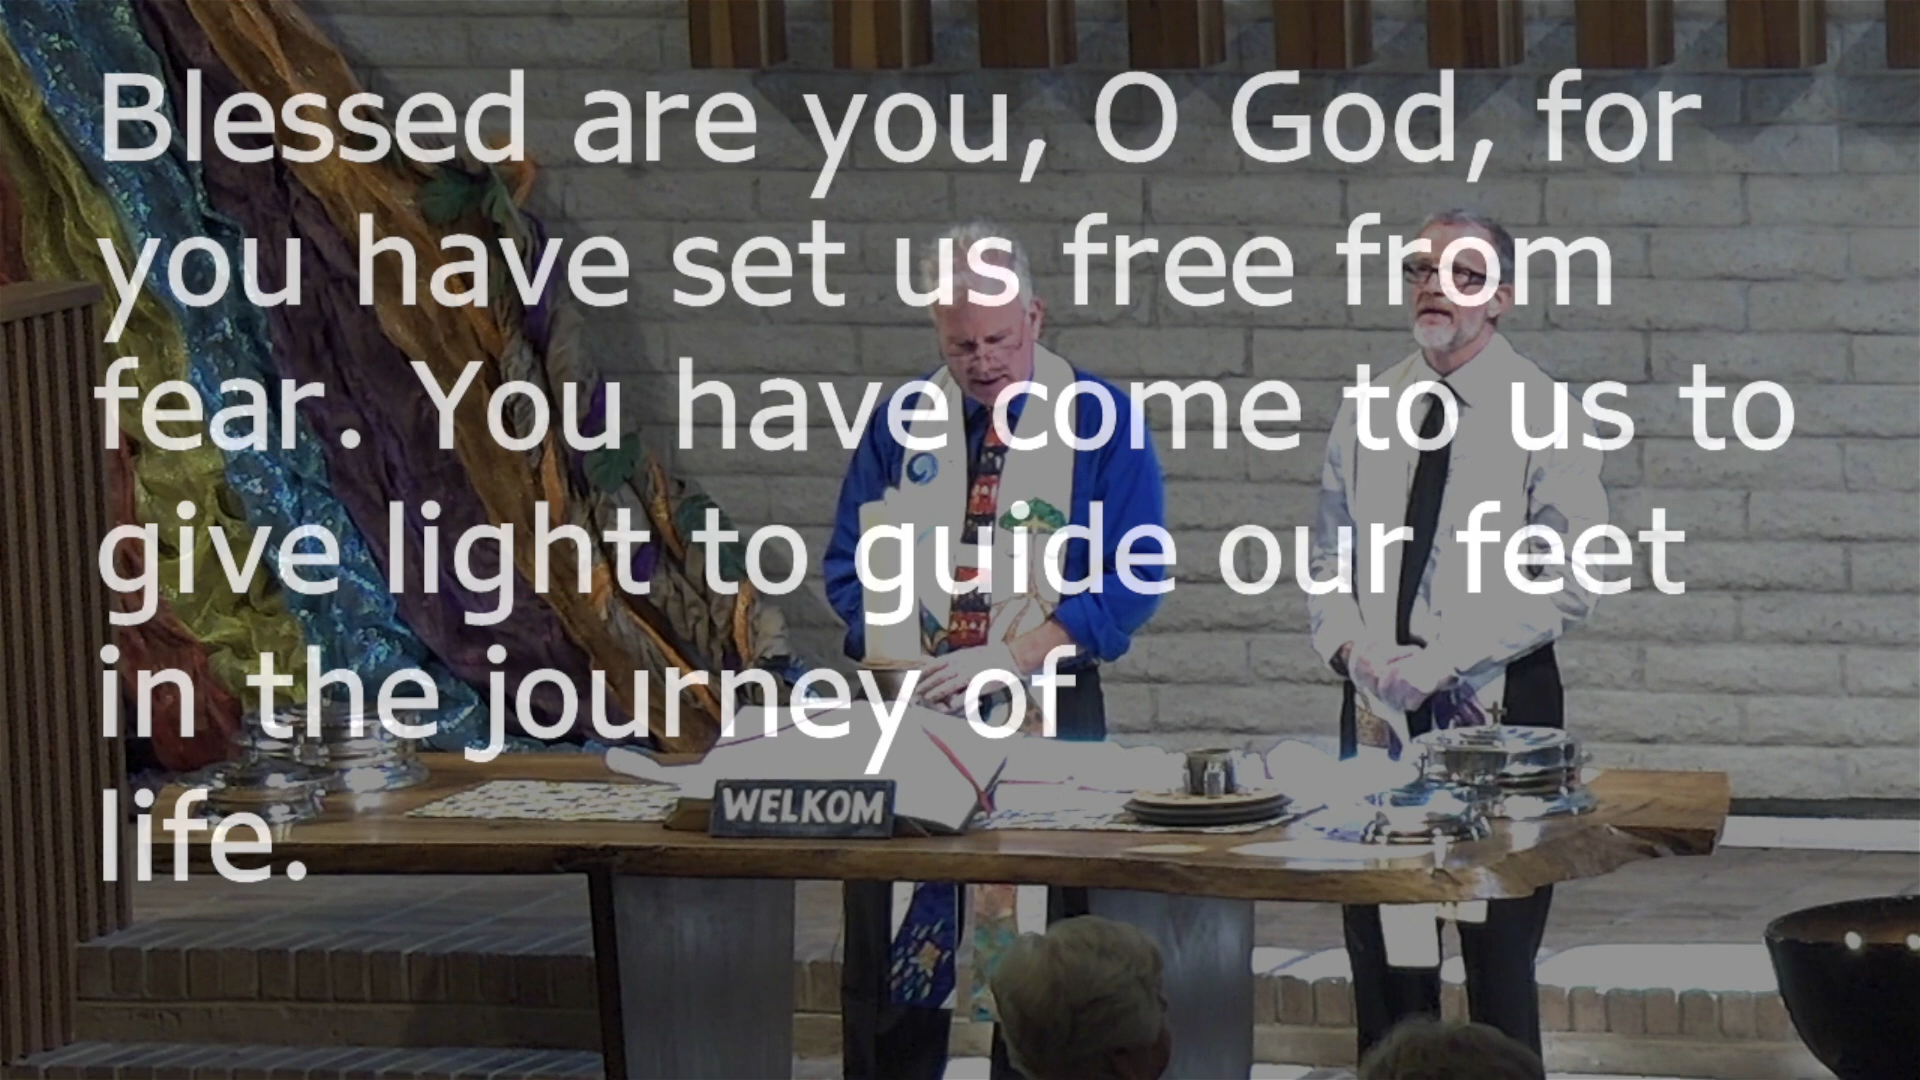 Blessed are you, O God, for
you have set us free from
fear. You have come to us to
give light to guide our feet
in the journey of
life.
WELKOM